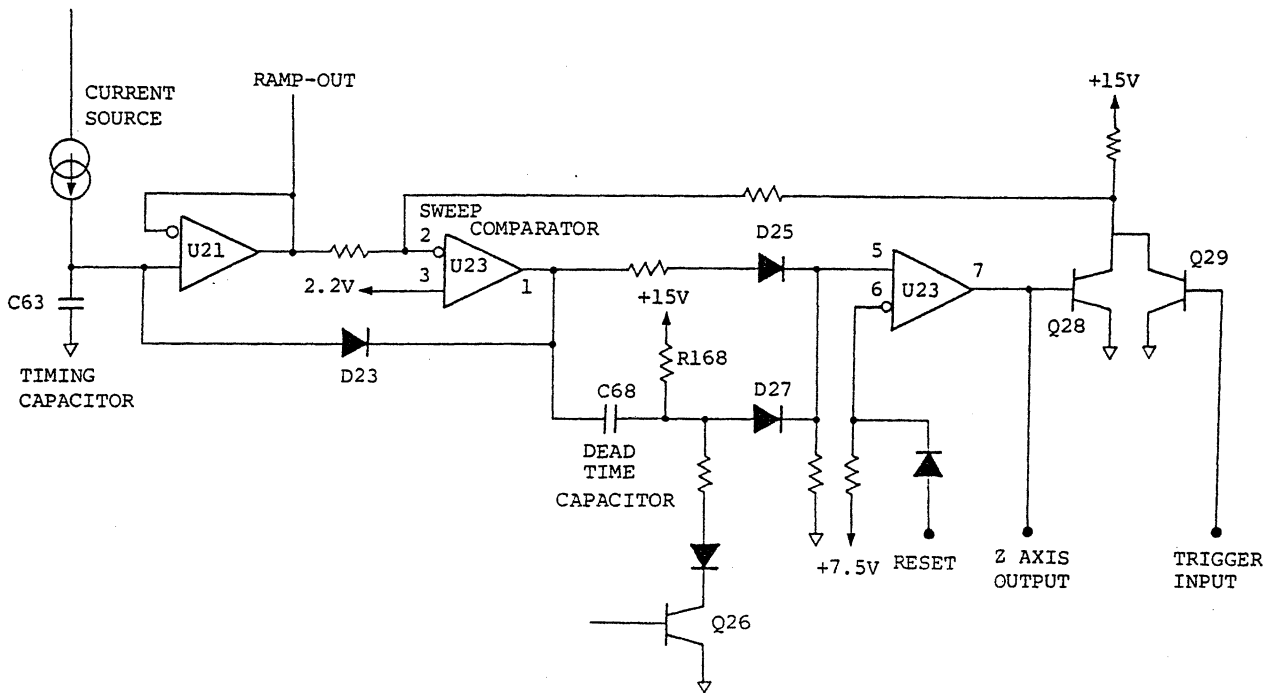 RAMP-OUT
+15V
CURRENT
SOURCE
SWEEP
COMPARATOR
U21
2
U23
3
1
2.2V
D25
5
6
U23
7
Q29
Q28
C63
+15V
R168
TIMING
CAPACITOR
D23
C68
D27
DEAD
TIME
CAPACITOR
+7.5V
RESET
Z AXIS
OUTPUT
TRIGGER
INPUT
Q26